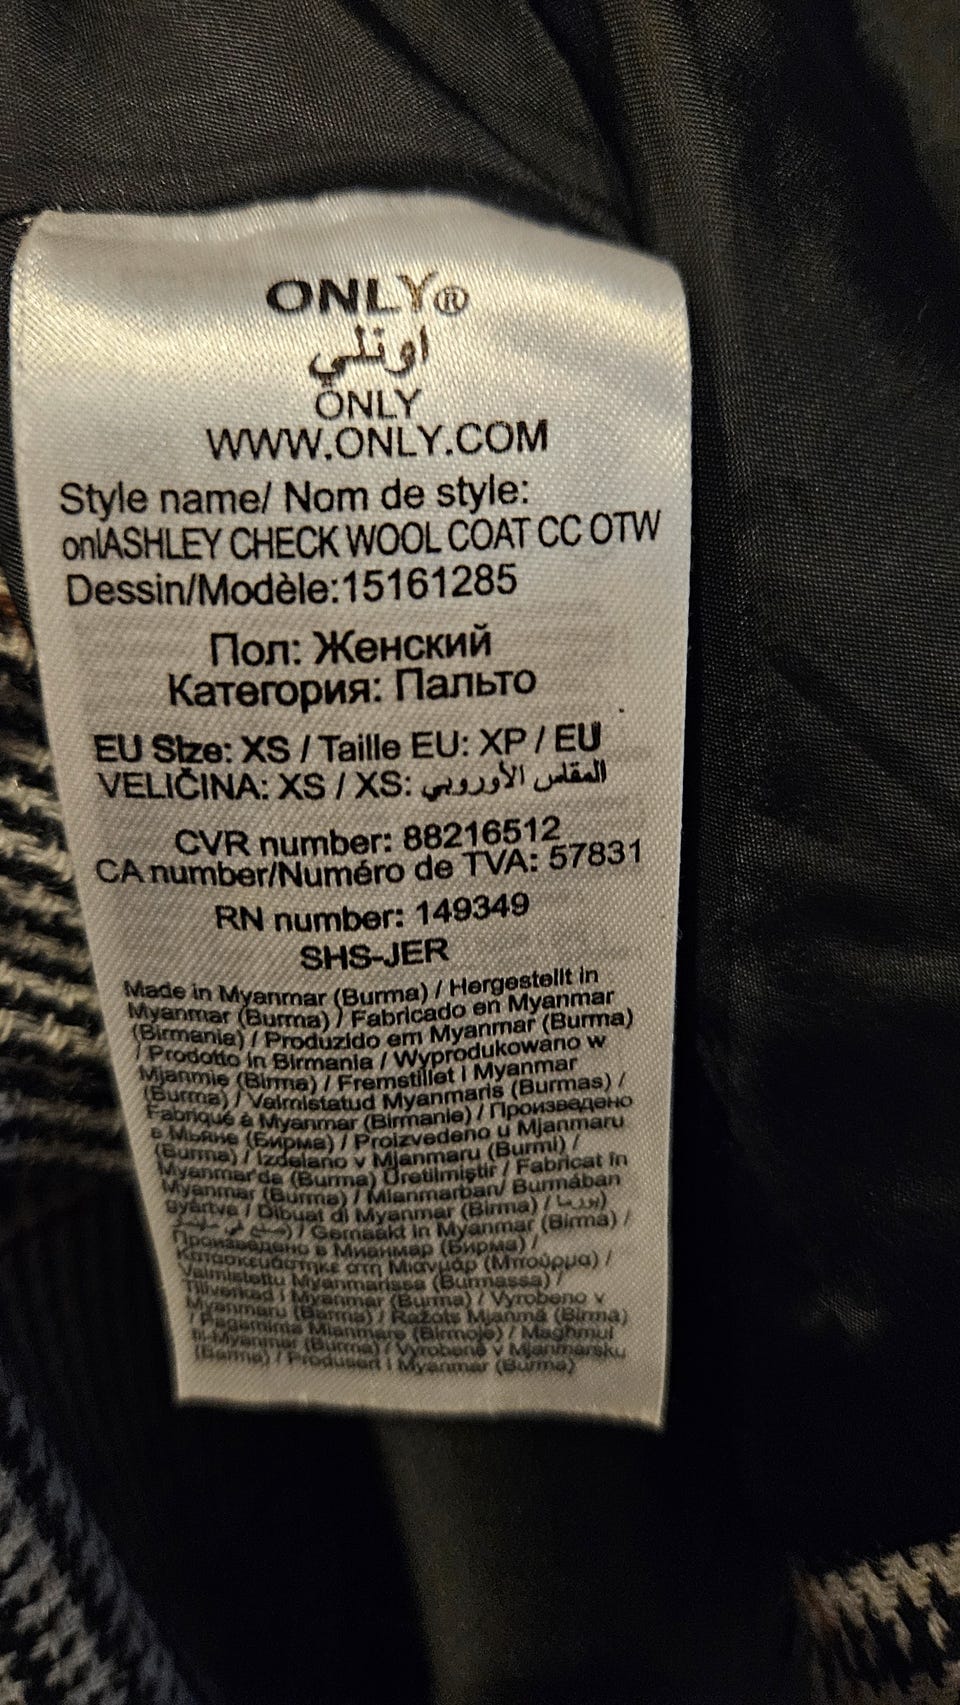 ONLY®
اونلي
ONLY
WWW.ONLY.COM
Style name/ Nom de style:
onlASHLEY CHECK WOOL COAT CC OTW
Dessin/Modèle:15161285
Пол: Женский
Категория: Пальто
EU Size: XS / Taille EU: XP / EU
VELIČINA: XS / XS: المقاس الأوروبي
CVR number: 88216512
CA number/Numéro de TVA: 57831
RN number: 149349
SHS-JER
Made in Myanmar (Burma) / Hergestellt in
Myanmar (Burma) / Fabricado en Myanmar
(Birmania) / Produzido em Myanmar (Burma)
/ Prodotto in Birmania / Wyprodukowano w
Mjanmie (Birma) / Fremstillet i Myanmar
(Burma) / Valmistatud Myanmaris (Burmas) /
Fabriqué à Myanmar (Birmanie) / Произведено
в Мьяне (Бирма) / Proizvedeno u Mjanmaru
(Burma) / Izdelano v Mjanmaru (Burmi) /
Myanmar'da (Burma) Üretilmiştir / Fabricat în
Myanmar (Burma) / Mianmarban/ Burmában
gyártva / Dibuat di Myanmar (Birma) /
/ Gemaakt in Myanmar (Birma) /
Произведено в Мианмар (Бирма) /
Κατασκευάστηκε στη Μιανμάρ (Μπούρμα) /
Valmistettu Myanmarissa (Burmassa) /
Tillverkad i Myanmar (Burma) / Vyrobeno v
Myanmaru (Barma) / Ražots Mjanmā (Birma)
/ Pagaminta Mianmare (Birmoje) / Maghmul
fil-Myanmar (Burma) / Vyrobené v Mjanmarsku
(Barma) / Produsert i Myanmar (Burma)